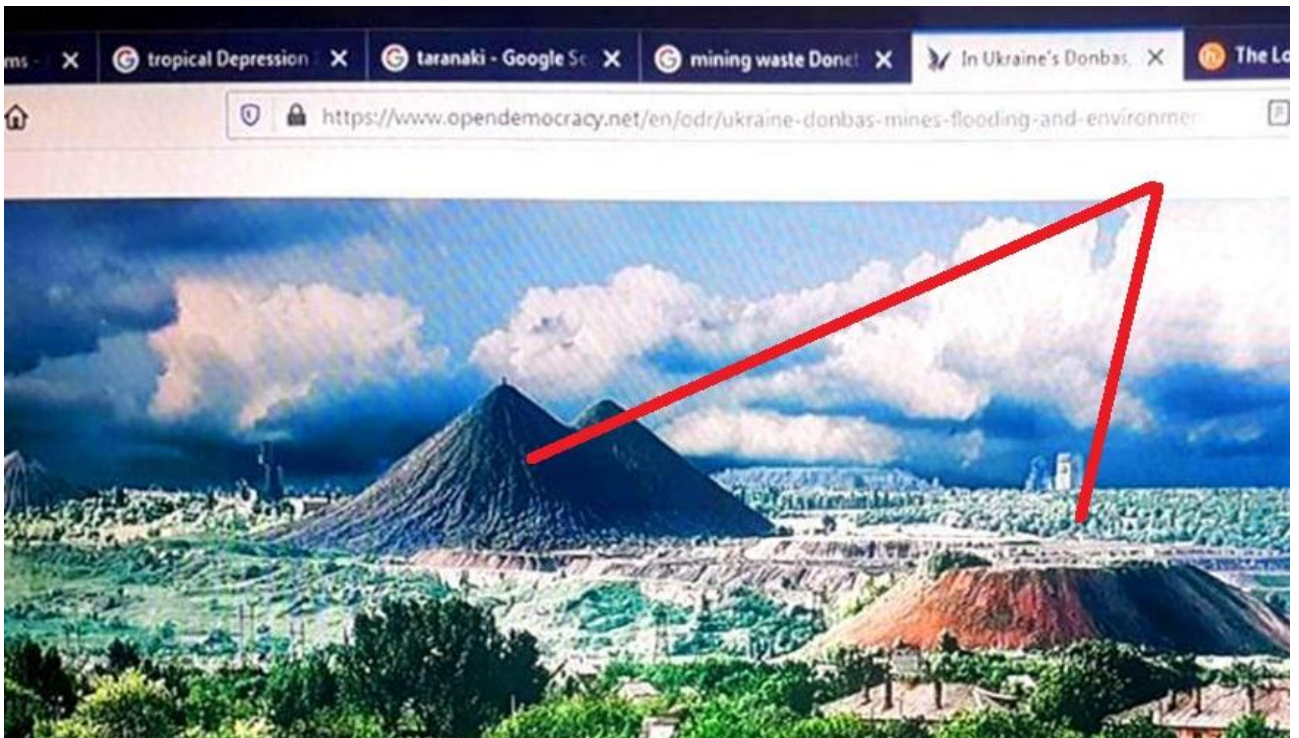 ms - tropical Depression taranaki - Google Se mining waste Donet In Ukraine's Donbas, The Lo
https://www.opendemocracy.net/en/odr/ukraine-donbas-mines-flooding-and-environmen